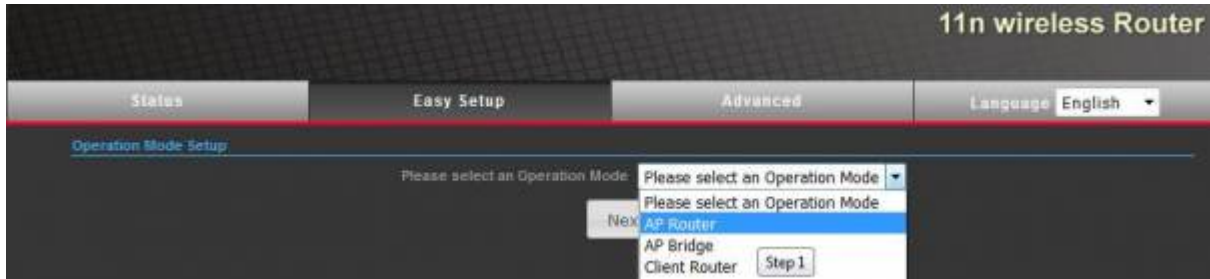 11n wireless Router
Status Easy Setup Advanced Language English
Operation Mode Setup
Please select an Operation Mode Please select an Operation Mode
Please select an Operation Mode
Nex AP Router
AP Bridge
Client Router Step 1